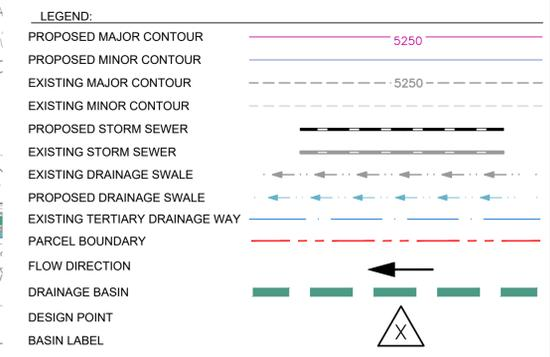 LEGEND:
PROPOSED MAJOR CONTOUR 5250
PROPOSED MINOR CONTOUR
EXISTING MAJOR CONTOUR 5250
EXISTING MINOR CONTOUR
PROPOSED STORM SEWER
EXISTING STORM SEWER
EXISTING DRAINAGE SWALE
PROPOSED DRAINAGE SWALE
EXISTING TERTIARY DRAINAGE WAY
PARCEL BOUNDARY
FLOW DIRECTION
DRAINAGE BASIN
DESIGN POINT X
BASIN LABEL